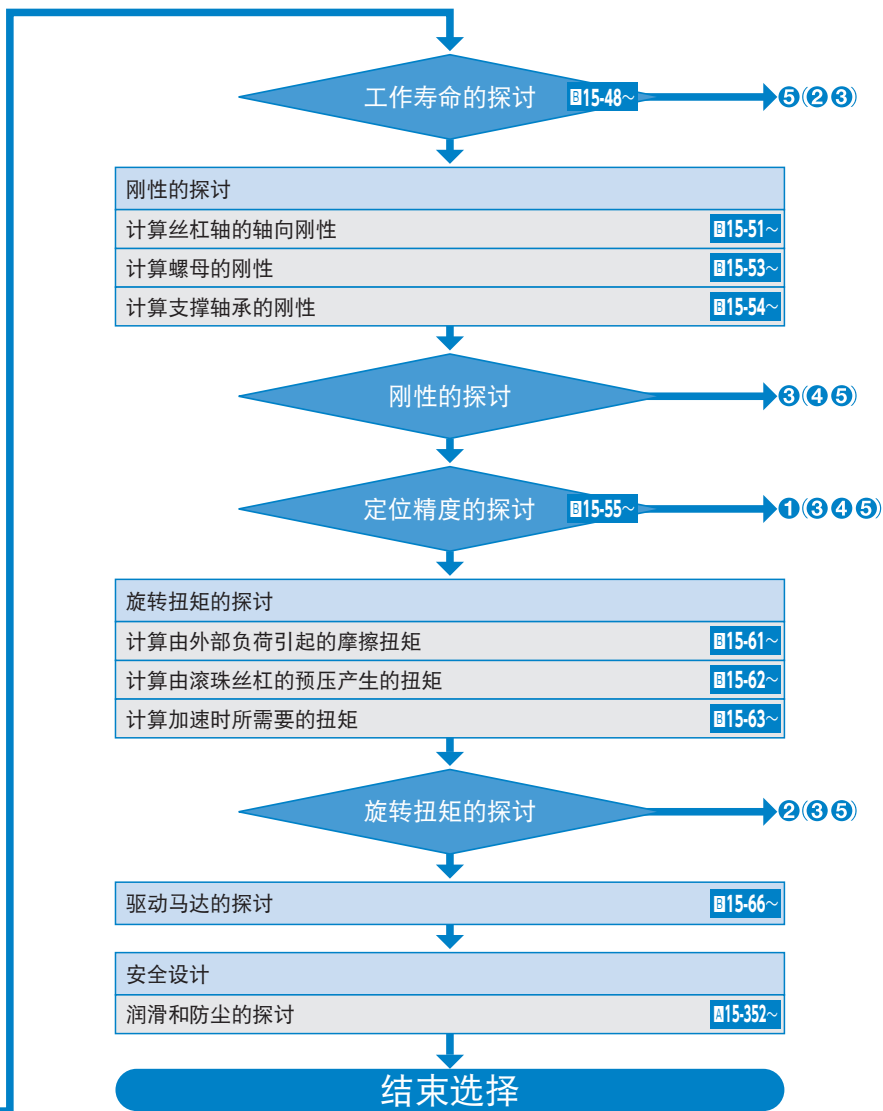 工作寿命的探讨 B15-48～ ❺(❷❸)
刚性的探讨
计算丝杠轴的轴向刚性 B15-51～
计算螺母的刚性 B15-53～
计算支撑轴承的刚性 B15-54～
刚性的探讨 ❸(❹❺)
定位精度的探讨 B15-55～ ❶(❸❹❺)
旋转扭矩的探讨
计算由外部负荷引起的摩擦扭矩 B15-61～
计算由滚珠丝杠的预压产生的扭矩 B15-62～
计算加速时所需要的扭矩 B15-63～
旋转扭矩的探讨 ❷(❸❺)
驱动马达的探讨 B15-66～
安全设计
润滑和防尘的探讨 A15-352～
结束选择